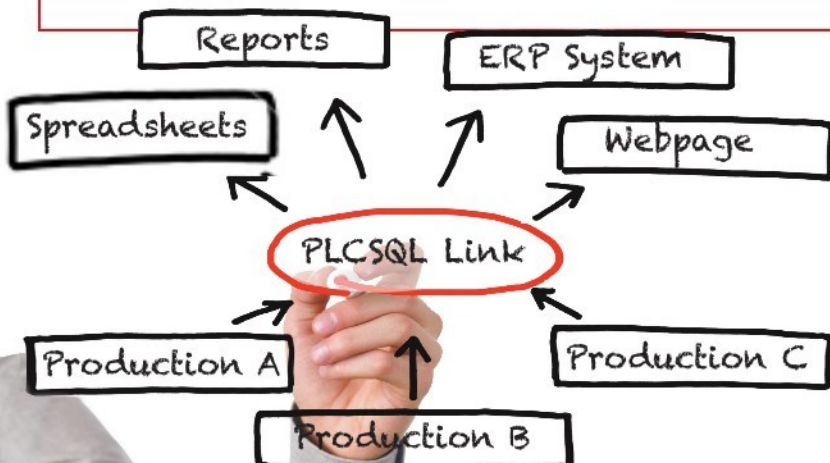 Reports
ERP System
Spreadsheets
Webpage
PLCSQL Link
Production A
Production C
Production B